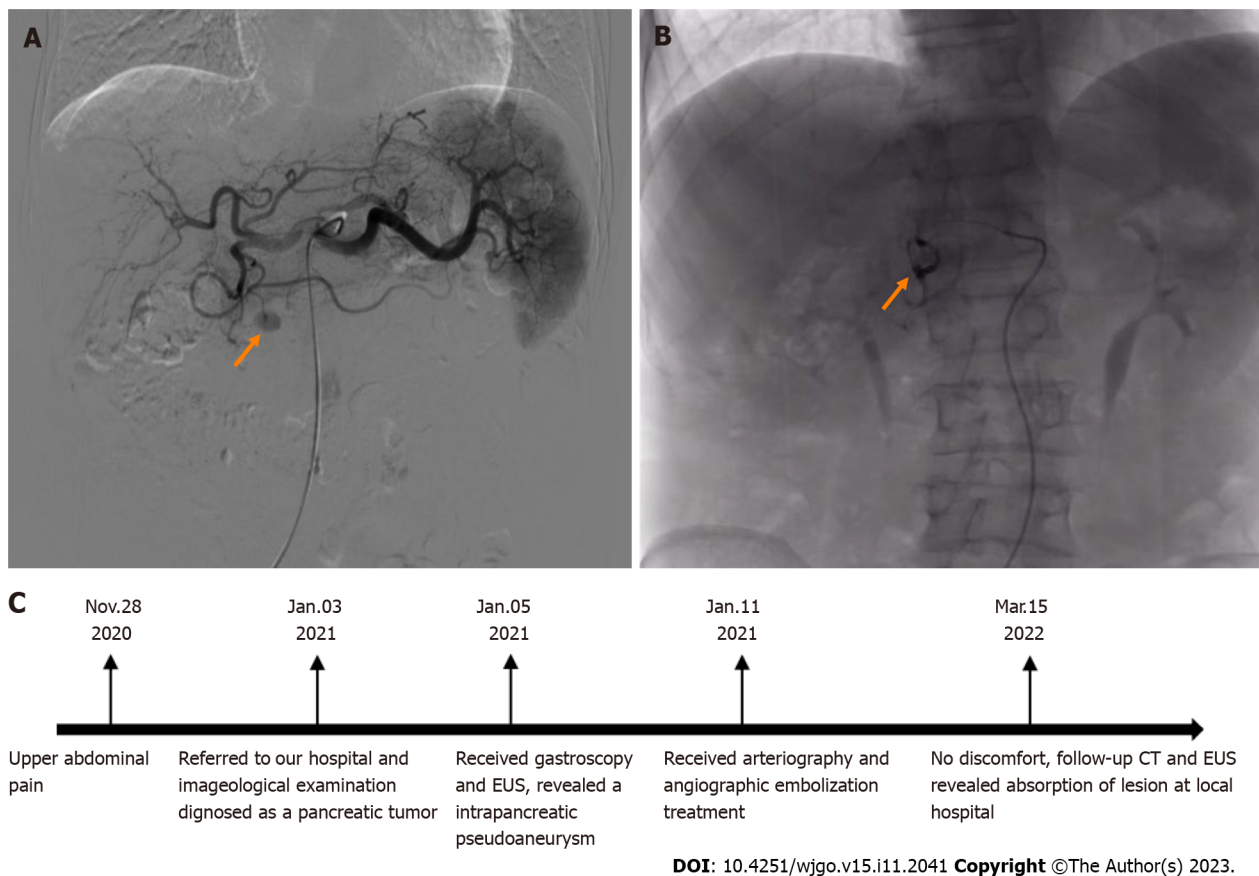 A
B
C
Nov.28
2020
Jan.03
2021
Jan.05
2021
Jan.11
2021
Mar.15
2022
Upper abdominal
pain
Referred to our hospital and
imageological examination
dignosed as a pancreatic tumor
Received gastroscopy
and EUS, revealed a
intrapancreatic
pseudoaneurysm
Received arteriography and
angiographic embolization
treatment
No discomfort, follow-up CT and EUS
revealed absorption of lesion at local
hospital
DOI: 10.4251/wjgo.v15.i11.2041 Copyright ©The Author(s) 2023.